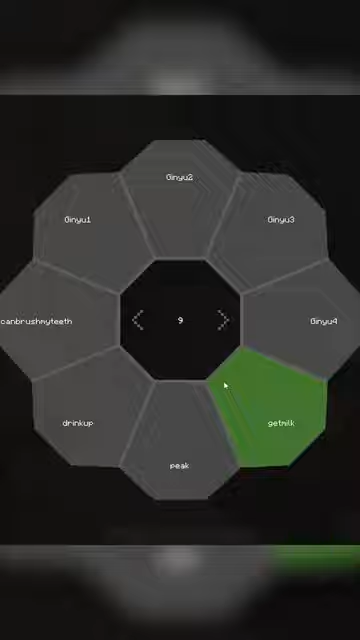 Ginyu2
Ginyu1
Ginyu3
canbrushmyteeth
< 9 >
Ginyu4
drinkup
getmilk
peak